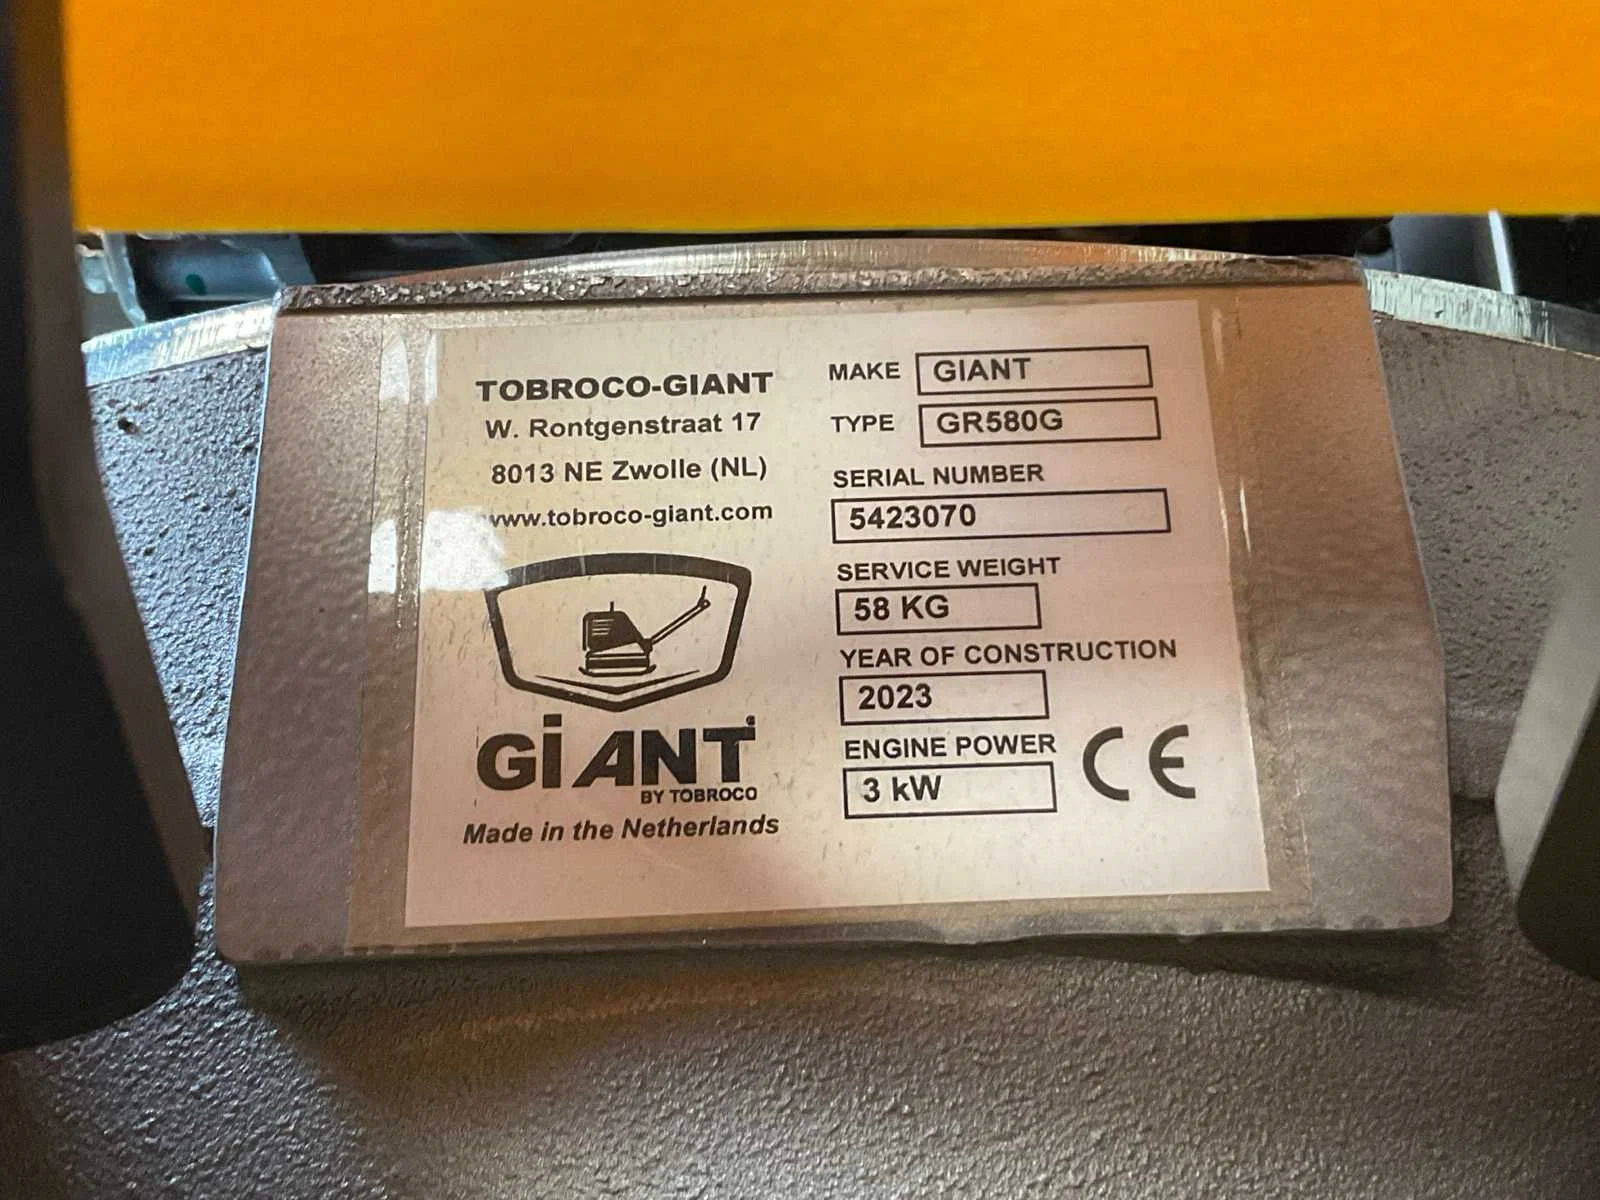 TOBROCO-GIANT
W. Rontgenstraat 17
8013 NE Zwolle (NL)
www.tobroco-giant.com
GiANT
BY TOBROCO
Made in the Netherlands
MAKE GIANT
TYPE GR580G
SERIAL NUMBER
5423070
SERVICE WEIGHT
58 KG
YEAR OF CONSTRUCTION
2023
ENGINE POWER
3 kW
CE